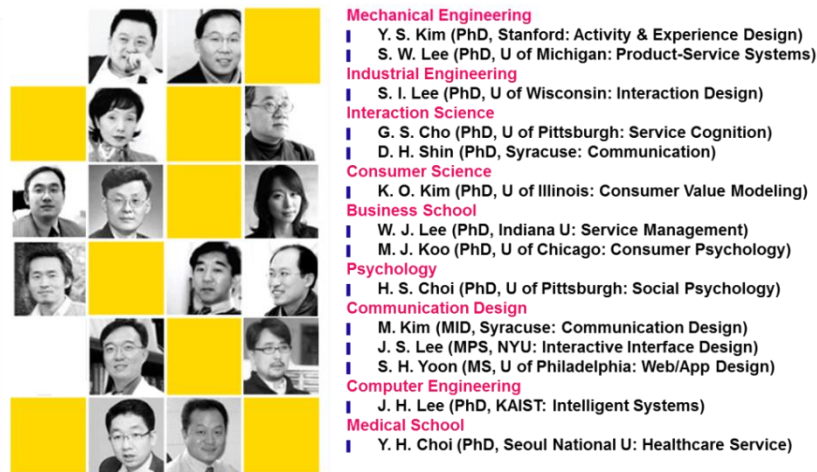 Mechanical Engineering
Y. S. Kim (PhD, Stanford: Activity & Experience Design)
S. W. Lee (PhD, U of Michigan: Product-Service Systems)
Industrial Engineering
S. I. Lee (PhD, U of Wisconsin: Interaction Design)
Interaction Science
G. S. Cho (PhD, U of Pittsburgh: Service Cognition)
D. H. Shin (PhD, Syracuse: Communication)
Consumer Science
K. O. Kim (PhD, U of Illinois: Consumer Value Modeling)
Business School
W. J. Lee (PhD, Indiana U: Service Management)
M. J. Koo (PhD, U of Chicago: Consumer Psychology)
Psychology
H. S. Choi (PhD, U of Pittsburgh: Social Psychology)
Communication Design
M. Kim (MID, Syracuse: Communication Design)
J. S. Lee (MPS, NYU: Interactive Interface Design)
S. H. Yoon (MS, U of Philadelphia: Web/App Design)
Computer Engineering
J. H. Lee (PhD, KAIST: Intelligent Systems)
Medical School
Y. H. Choi (PhD, Seoul National U: Healthcare Service)